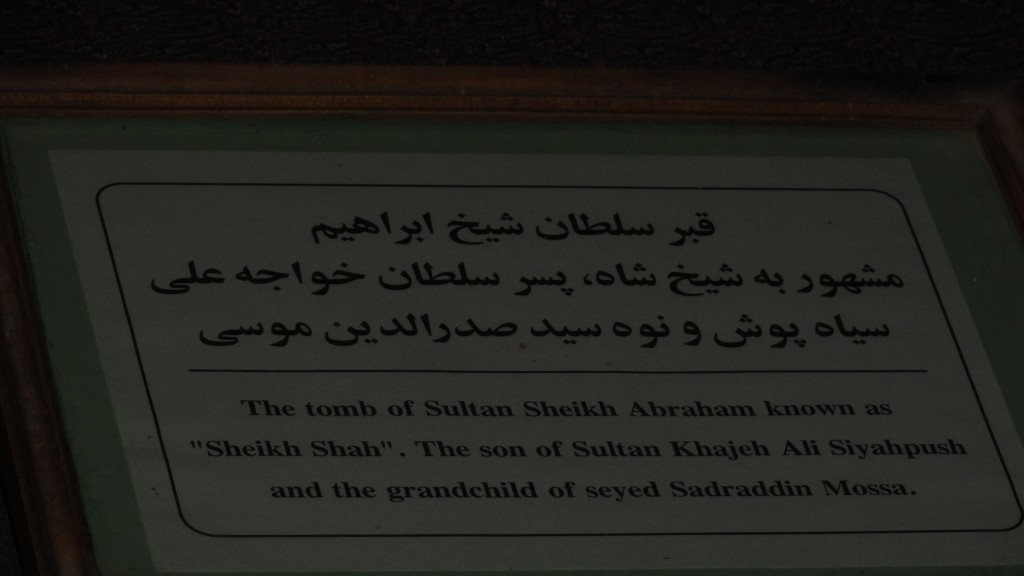 قبر سلطان شیخ ابراهیم
مشهور به شیخ شاه، پسر سلطان خواجه علی
سیاه پوش و نوه سید صدرالدین موسی
The tomb of Sultan Sheikh Abraham known as
"Sheikh Shah". The son of Sultan Khajeh Ali Siyahpush
and the grandchild of seyed Sadraddin Mossa.